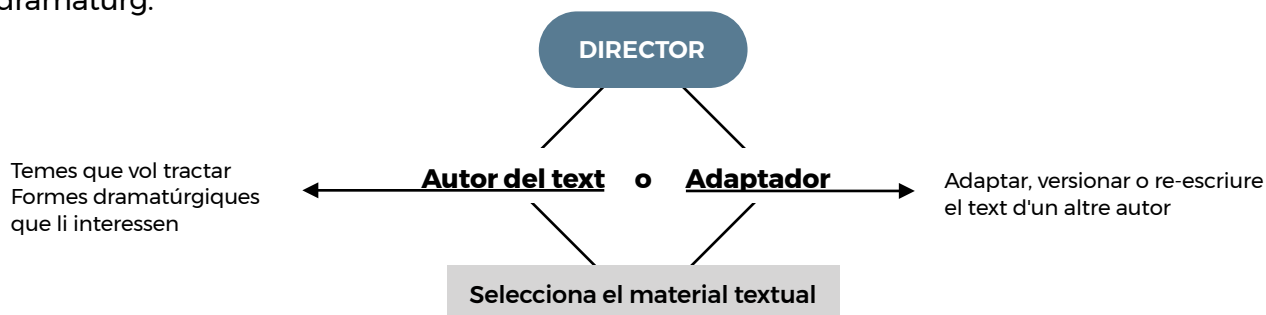 dramaturg.
DIRECTOR
Temes que vol tractar
Formes dramatúrgiques
que li interessen
Autor del text o Adaptador
Adaptar, versionar o re-escriure
el text d'un altre autor
Selecciona el material textual